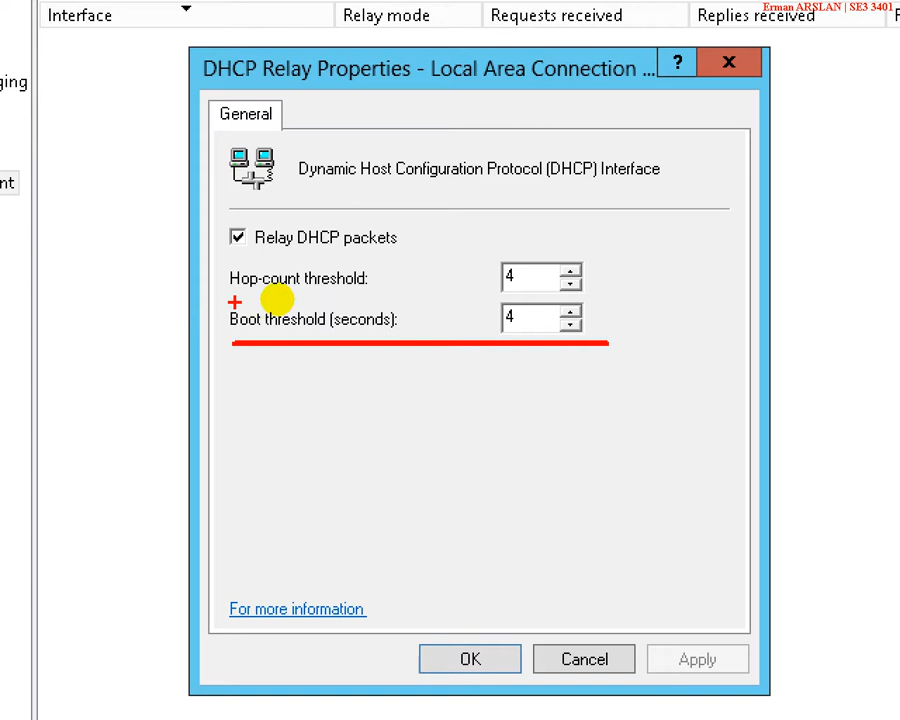 Erman ARSLAN | SE3 3401
Interface Relay mode Requests received Replies received
DHCP Relay Properties - Local Area Connection ...
? X
ging
General
Dynamic Host Configuration Protocol (DHCP) Interface
nt
Relay DHCP packets
Hop-count threshold: 4
Boot threshold (seconds): 4
For more information
OK Cancel Apply